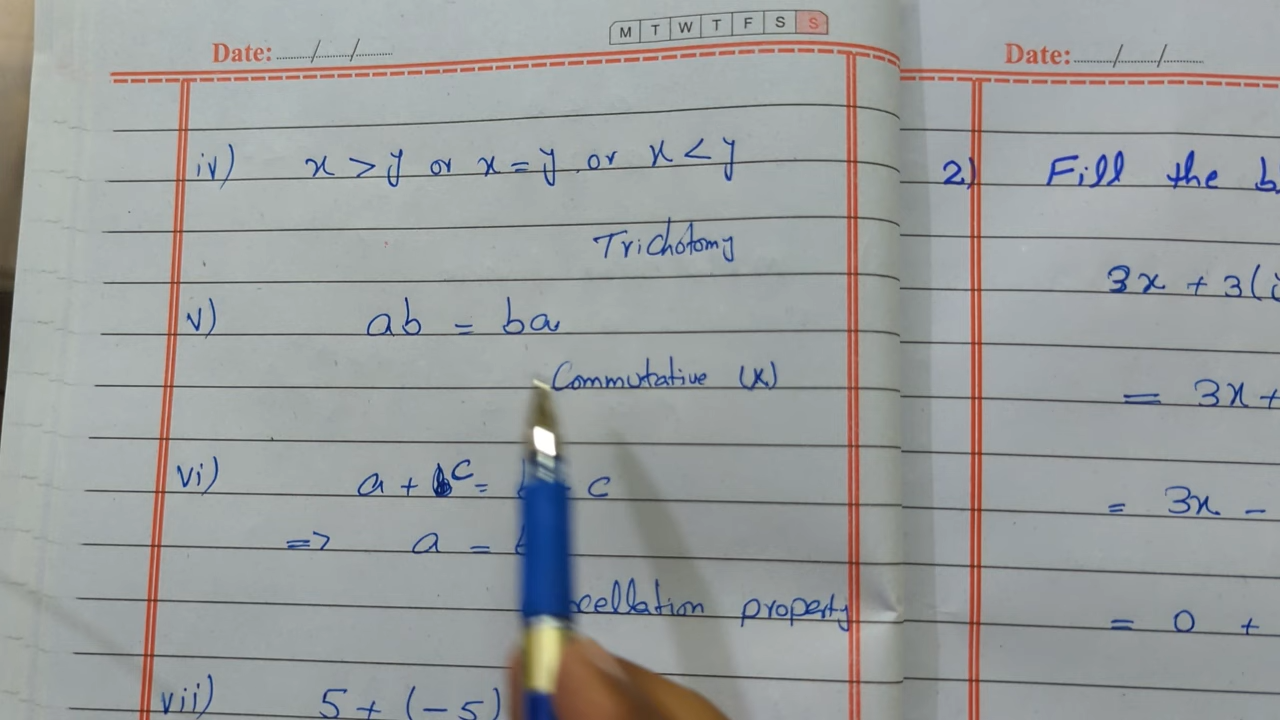 M T W T F S S
Date: ....../....../......
iv) x > y or x = y or x < y
Trichotomy
v) ab = ba
Commutative (x)
vi) a + c = c
=> a =
property
vii) 5 + (-5)
Date: ....../....../......
2) Fill the
3x + 3(
= 3x +
= 3x -
= 0 +